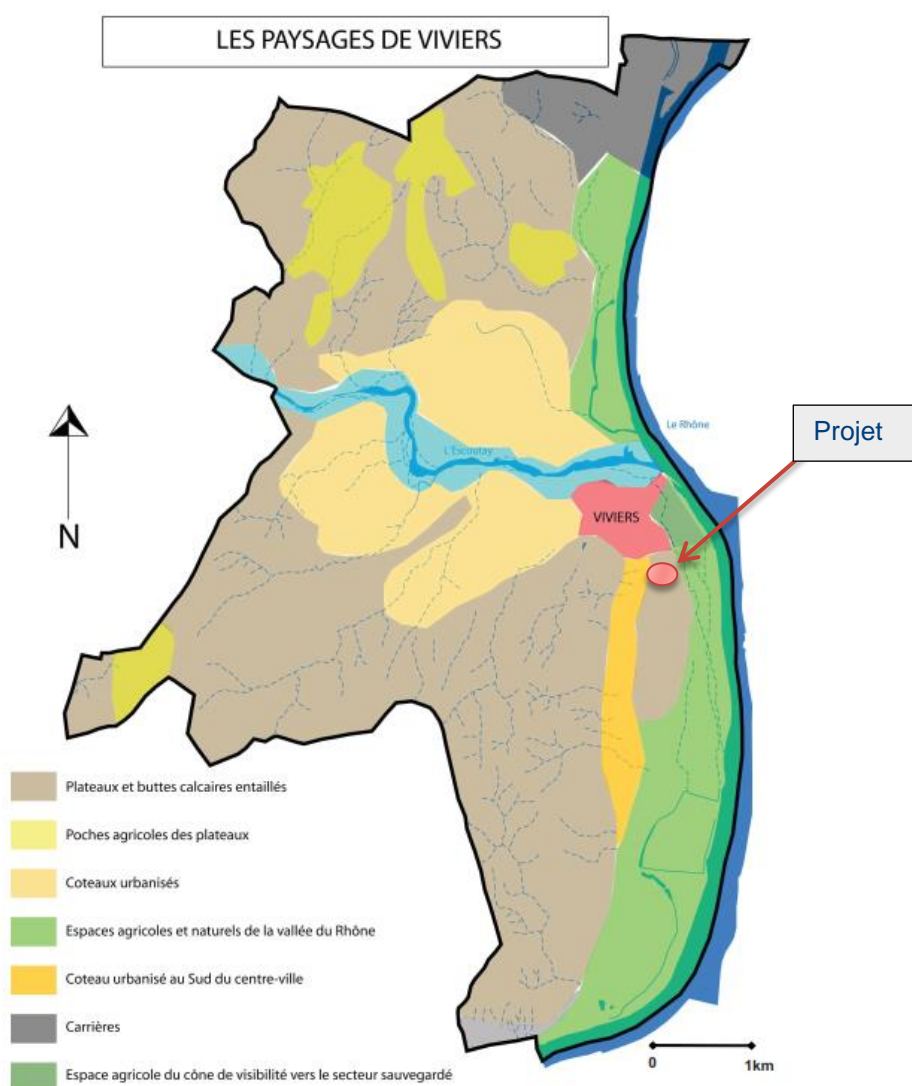 LES PAYSAGES DE VIVIERS
Le Rhône
Projet
L'Escoutay
VIVIERS
N
Plateaux et buttes calcaires entaillés
Poches agricoles des plateaux
Coteaux urbanisés
Espaces agricoles et naturels de la vallée du Rhône
Coteau urbanisé au Sud du centre-ville
Carrières
Espace agricole du cône de visibilité vers le secteur sauvegardé
0 1km